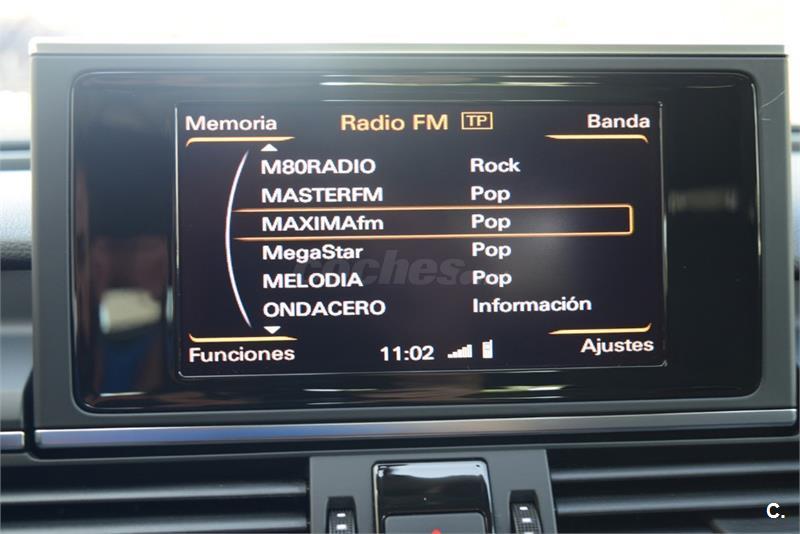 Memoria Radio FM TP Banda
M80RADIO Rock
MASTERFM Pop
MAXIMAfm Pop
MegaStar Pop
coches.
MELODIA Pop
ONDACERO Información
Funciones 11:02 Ajustes
C.